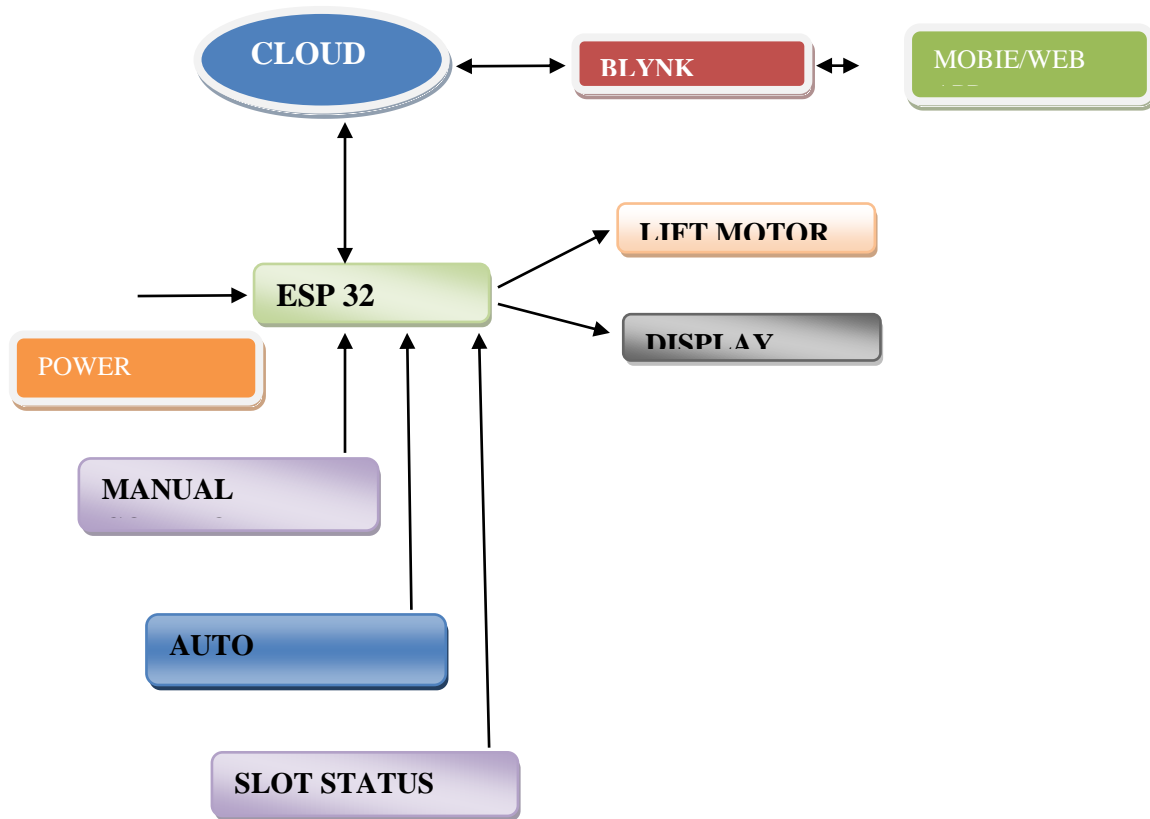 CLOUD
BLYNK
MOBIE/WEB
LIFT MOTOR
ESP 32
DISPLAY
POWER
MANUAL
AUTO
SLOT STATUS